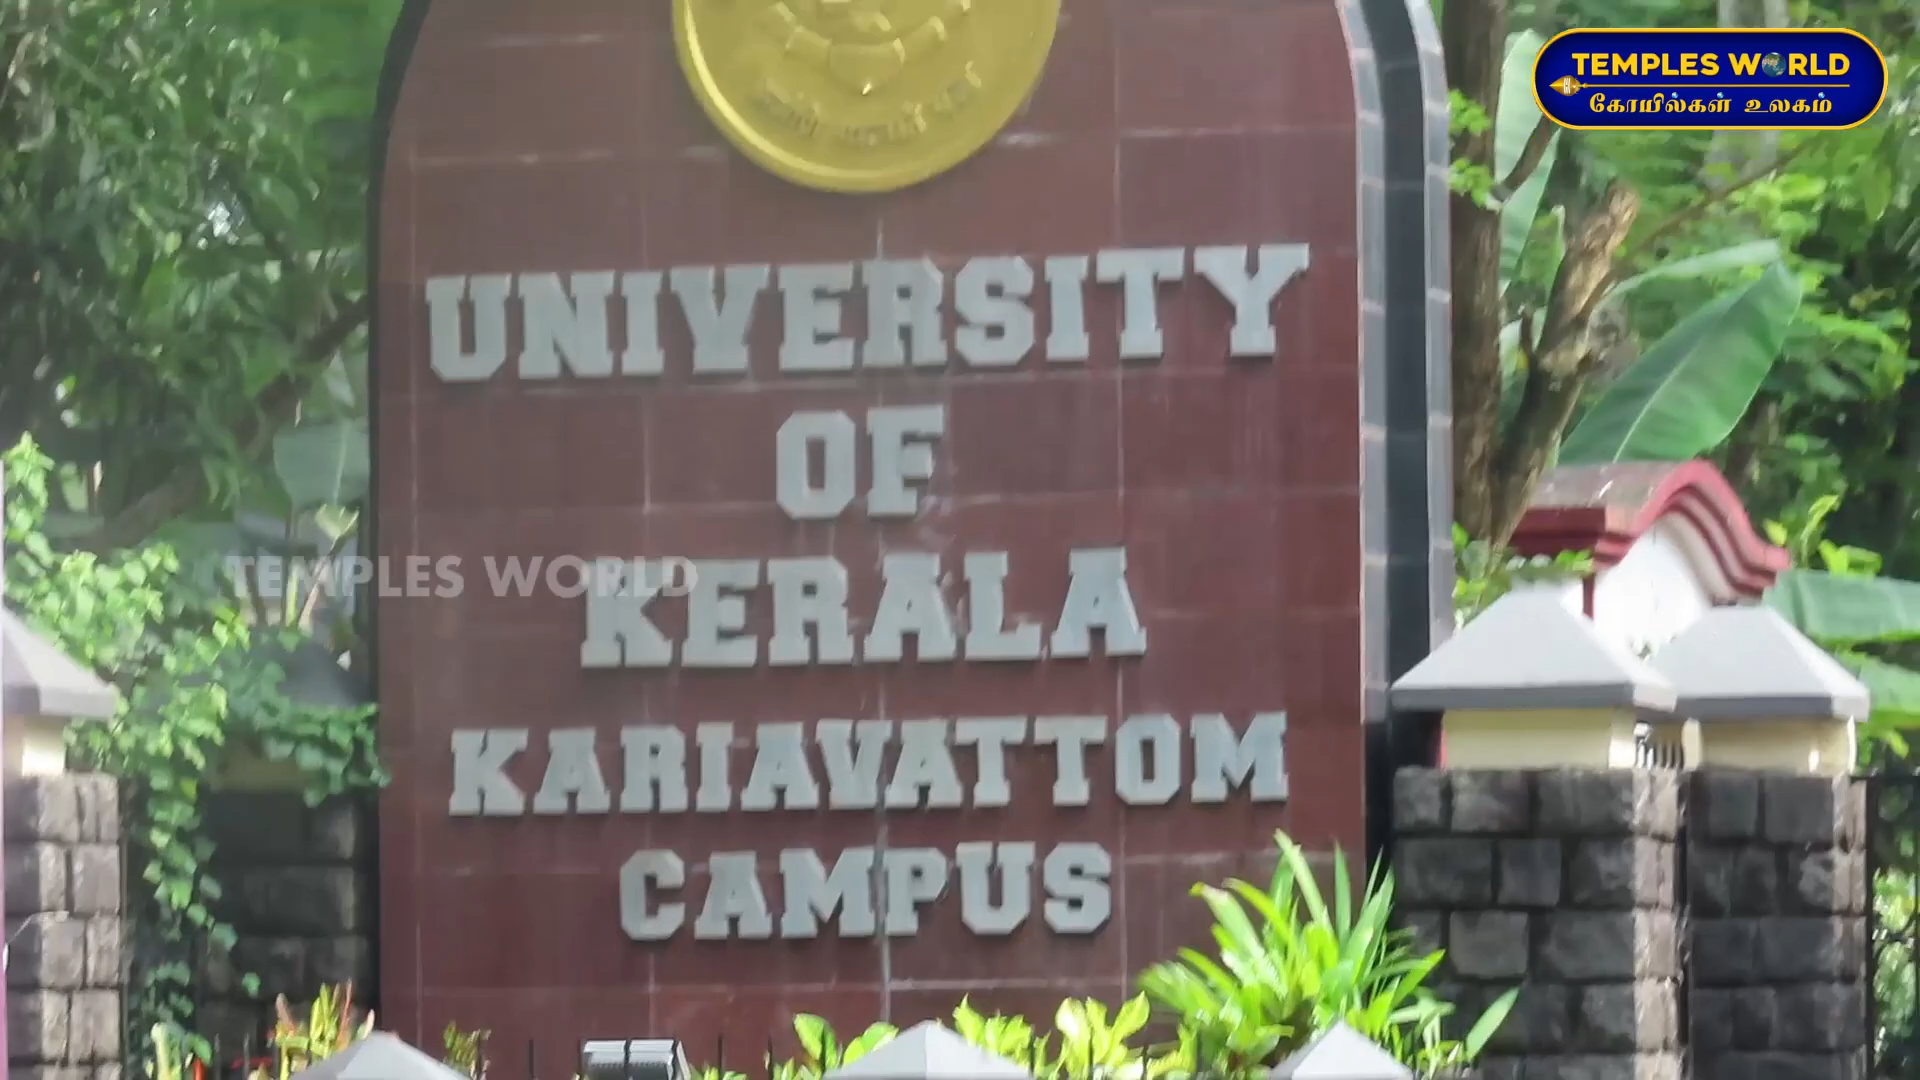 TEMPLES WORLD
கோயில்கள் உலகம்
UNIVERSITY
OF
KERALA
KARIAVATTOM
CAMPUS
TEMPLES WORLD